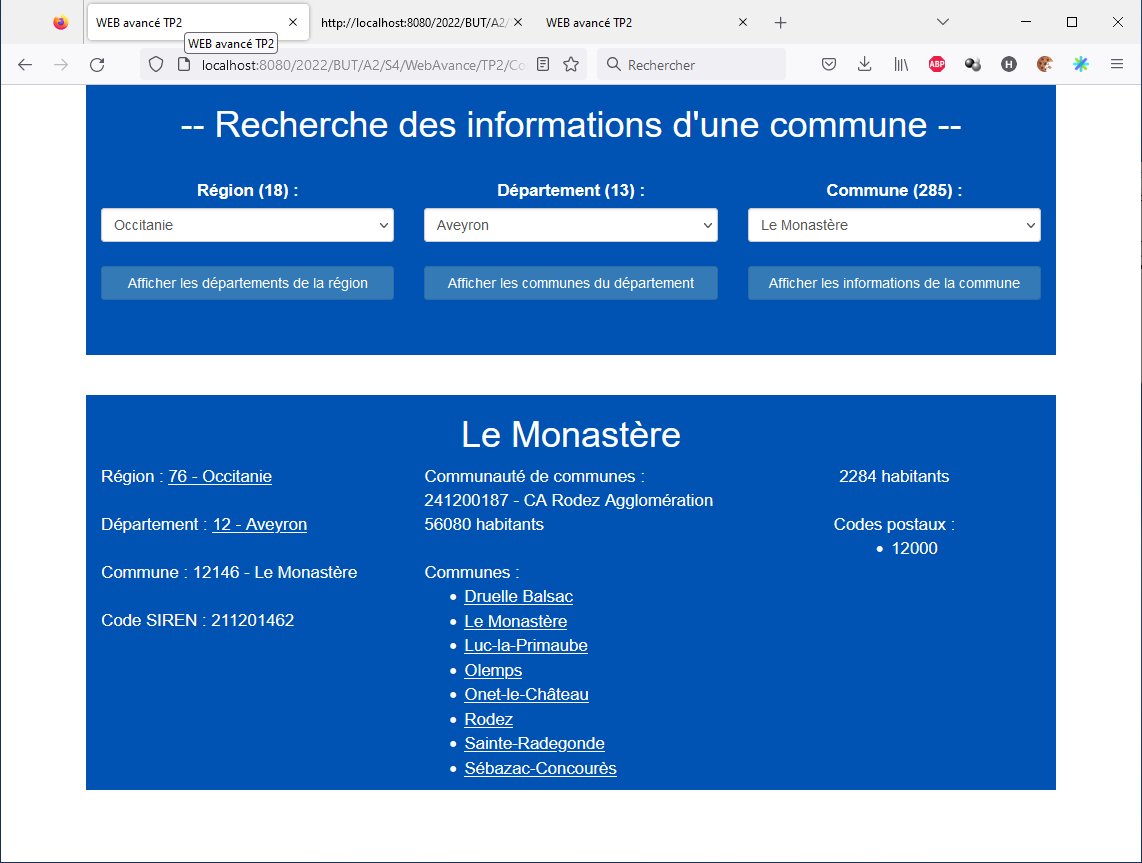 WEB avancé TP2
http://localhost:8080/2022/BUT/A2/
WEB avancé TP2
WEB avancé TP2
localhost:8080/2022/BUT/A2/S4/WebAvance/TP2/Co
Rechercher
ABP
H
-- Recherche des informations d'une commune --
Région (18) :
Département (13) :
Commune (285) :
Occitanie
Aveyron
Le Monastère
Afficher les départements de la région
Afficher les communes du département
Afficher les informations de la commune
Le Monastère
Région : 76 - Occitanie
Département : 12 - Aveyron
Commune : 12146 - Le Monastère
Code SIREN : 211201462
Communauté de communes :
241200187 - CA Rodez Agglomération
56080 habitants
Communes :
• Druelle Balsac
• Le Monastère
• Luc-la-Primaube
• Olemps
• Onet-le-Château
• Rodez
• Sainte-Radegonde
• Sébazac-Concourès
2284 habitants
Codes postaux :
• 12000